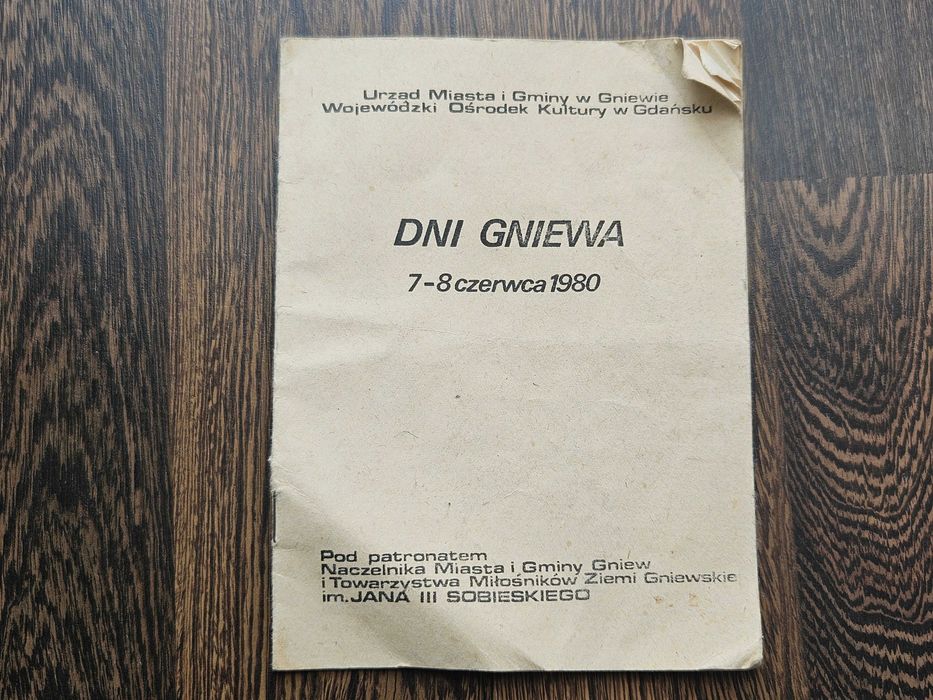 Urząd Miasta i Gminy w Gniewie
Wojewódzki Ośrodek Kultury w Gdańsku
DNI GNIEWA
7-8 czerwca 1980
Pod patronatem
Naczelnika Miasta i Gminy Gniew
i Towarzystwa Miłośników Ziemi Gniewskie
im. JANA III SOBIESKIEGO